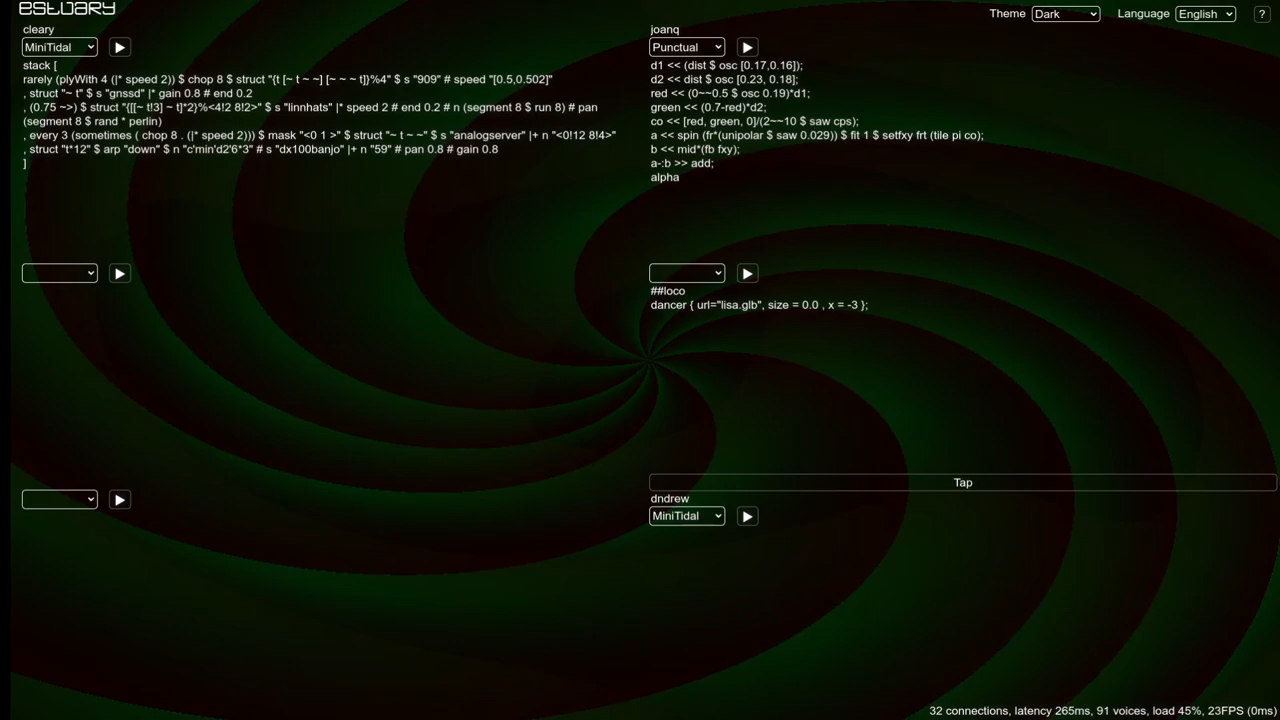 estuary
Theme Dark Language English ?
cleary
MiniTidal
stack [
rarely (plyWith 4 (|* speed 2)) $ chop 8 $ struct "{t [~ t ~ ~] [~ ~ ~ t]}%4" $ s "909" # speed "[0.5,0.502]"
, struct "~ t" $ s "gnssd" |* gain 0.8 # end 0.2
, (0.75 ~>) $ struct "{[[~ t!3] ~ t]*2}%<4!2 8!2>" $ s "linnhats" |* speed 2 # end 0.2 # n (segment 8 $ run 8) # pan
(segment 8 $ rand * perlin)
, every 3 (sometimes ( chop 8 . (|* speed 2))) $ mask "<0 1 >" $ struct "~ t ~ ~" $ s "analogserver" |+ n "<0!12 8!4>"
, struct "t*12" $ arp "down" $ n "c'min'd2'6*3" # s "dx100banjo" |+ n "59" # pan 0.8 # gain 0.8
]
joanq
Punctual
d1 << (dist $ osc [0.17,0.16]);
d2 << dist $ osc [0.23, 0.18];
red << (0~~0.5 $ osc 0.19)*d1;
green << (0.7-red)*d2;
co << [red, green, 0]/(2~~10 $ saw cps);
a << spin (fr*(unipolar $ saw 0.029)) $ fit 1 $ setfxy frt (tile pi co);
b << mid*(fb fxy);
a-:b >> add;
alpha
##loco
dancer { url="lisa.glb", size = 0.0 , x = -3 };
Tap
dndrew
MiniTidal
32 connections, latency 265ms, 91 voices, load 45%, 23FPS (0ms)